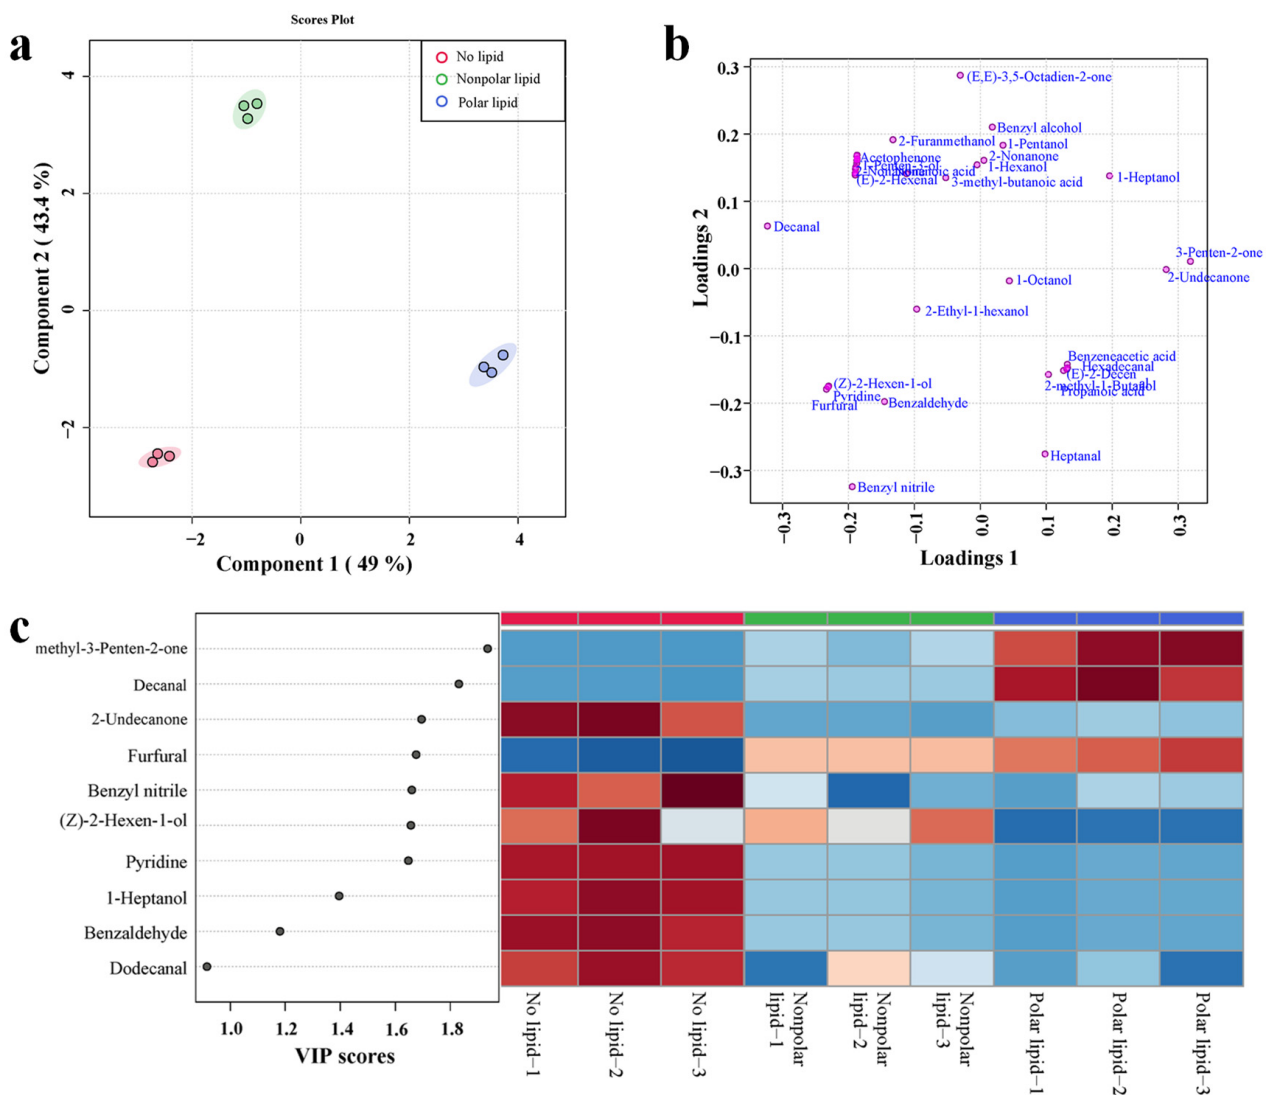 a
Scores Plot
No lipid
Nonpolar lipid
Polar lipid
Component 2 ( 43.4 %)
4
2
0
−2
−2
0
2
4
Component 1 ( 49 %)
b
Loadings 2
0.3
0.2
0.1
0.0
−0.1
−0.2
−0.3
(E,E)-3,5-Octadien-2-one
Benzyl alcohol
2-Furanmethanol
1-Pentanol
Acetophenone
2-Nonanone
1-Penten-3-ol
1-Hexanol
(E)-2-Hexenal
3-methyl-butanoic acid
1-Heptanol
Decanal
3-Penten-2-one
2-Undecanone
1-Octanol
2-Ethyl-1-hexanol
Benzeneacetic acid
Hexadecanal
(E)-2-Decen
2-methyl-1-Butanol
Propanoic acid
(Z)-2-Hexen-1-ol
Pyridine
Furfural
Benzaldehyde
Heptanal
Benzyl nitrile
−0.3
−0.2
−0.1
0.0
0.1
0.2
0.3
Loadings 1
c
methyl-3-Penten-2-one
Decanal
2-Undecanone
Furfural
Benzyl nitrile
(Z)-2-Hexen-1-ol
Pyridine
1-Heptanol
Benzaldehyde
Dodecanal
1.0
1.2
1.4
1.6
1.8
VIP scores
No lipid−1
No lipid−2
No lipid−3
Nonpolar
lipid−1
Nonpolar
lipid−2
Nonpolar
lipid−3
Polar lipid−1
Polar lipid−2
Polar lipid−3